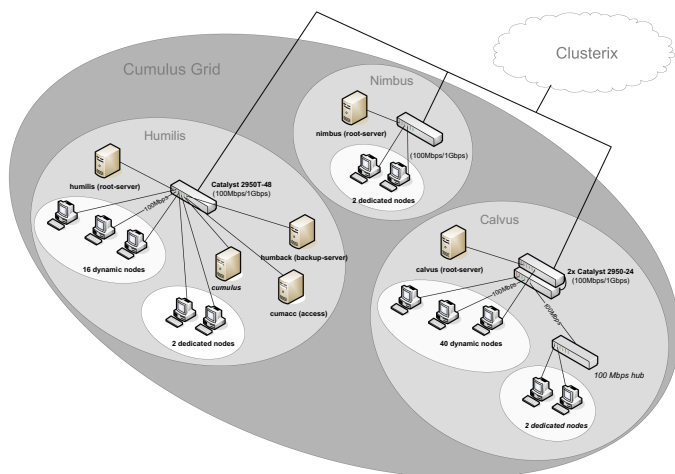 Clusterix
Cumulus Grid
Nimbus
nimbus (root-server)
(100Mbps/1Gbps)
2 dedicated nodes
Humilis
humilis (root-server)
Catalyst 2950T-48
(100Mbps/1Gbps)
100Mbps
16 dynamic nodes
humback (backup-server)
cumulus
cumacc (access)
2 dedicated nodes
Calvus
calvus (root-server)
2x Catalyst 2950-24
(100Mbps/1Gbps)
100Mbps
100Mbps
40 dynamic nodes
100 Mbps hub
2 dedicated nodes